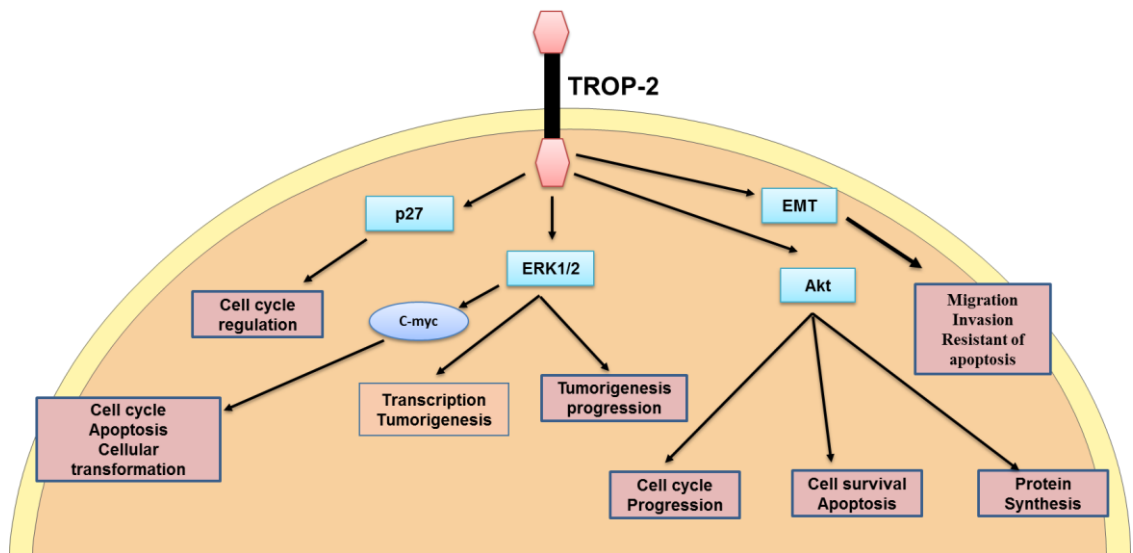 TROP-2
p27
EMT
ERK1/2
Akt
Cell cycle
regulation
C-myc
Migration
Invasion
Resistant of
apoptosis
Transcription
Tumorigenesis
Tumorigenesis
progression
Cell cycle
Apoptosis
Cellular
transformation
Cell cycle
Progression
Cell survival
Apoptosis
Protein
Synthesis